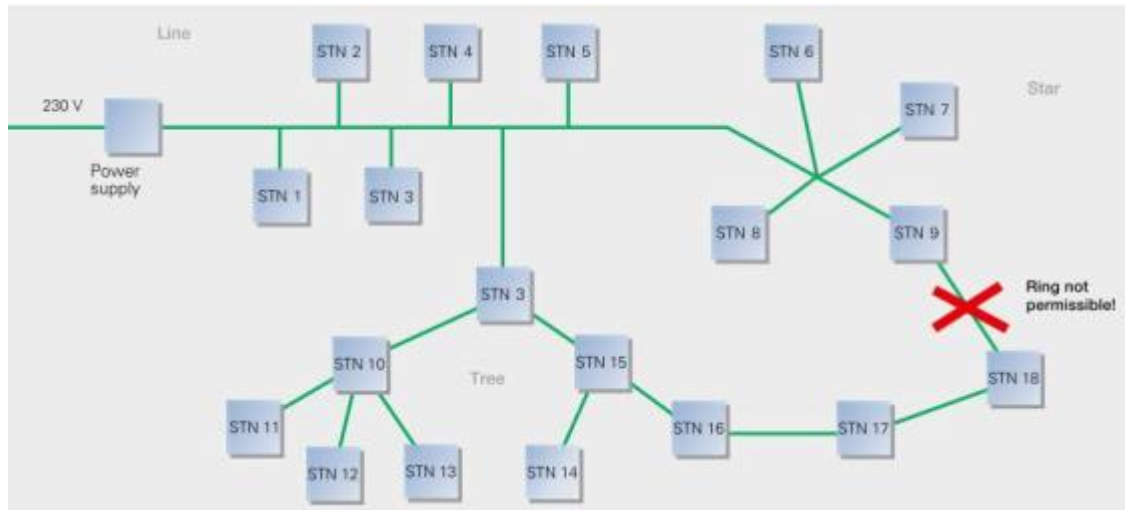 Line
STN 2
STN 4
STN 5
STN 6
Star
STN 7
230 V
Power
supply
STN 1
STN 3
STN 8
STN 9
STN 3
Ring not
permissible!
STN 10
Tree
STN 15
STN 18
STN 11
STN 16
STN 17
STN 12
STN 13
STN 14